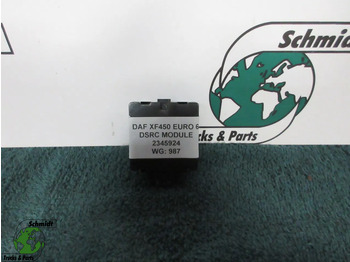 Schmidt
Trucks & Parts
DAF XF450 EURO 6
DSRC MODULE
2345924
WG: 987
Schmidt
Trucks & Parts